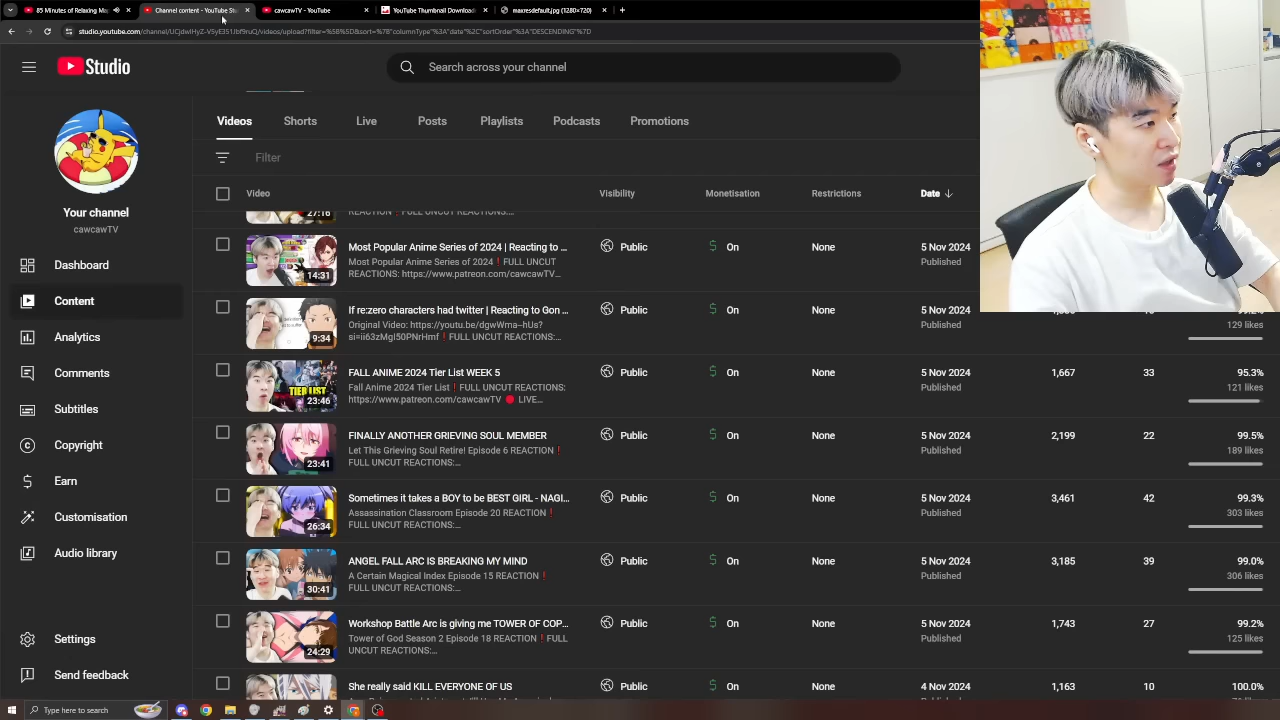 85 Minutes of Relaxing Ma
Channel content - YouTube Stu
cawcawTV - YouTube
YouTube Thumbnail Download
maxresdefault.jpg (1280×720)
Studio
Search across your channel
Your channel
cawcawTV
Dashboard
Content
Analytics
Comments
Subtitles
Copyright
Earn
Customisation
Audio library
Settings
Send feedback
Videos Shorts Live Posts Playlists Podcasts Promotions
Filter
Video Visibility Monetisation Restrictions Date
27:16
REACTION❗FULL UNCUT REACTIONS:...
Most Popular Anime Series of 2024 | Reacting to ... Public On None 5 Nov 2024
Most Popular Anime Series of 2024❗FULL UNCUT Published
REACTIONS: https://www.patreon.com/cawcawTV...
14:31
If re:zero characters had twitter | Reacting to Gon ... Public On None 5 Nov 2024
Original Video: https://youtu.be/dgwWma--hUs? Published 129 likes
si=ii63zMgI50PNrHmf❗FULL UNCUT REACTIONS:...
9:34
FALL ANIME 2024 Tier List WEEK 5 Public On None 5 Nov 2024 1,667 33 95.3%
Fall Anime 2024 Tier List❗FULL UNCUT REACTIONS: Published 121 likes
https://www.patreon.com/cawcawTV 🔴 LIVE...
TIER LIST
23:46
FINALLY ANOTHER GRIEVING SOUL MEMBER Public On None 5 Nov 2024 2,199 22 99.5%
Let This Grieving Soul Retire! Episode 6 REACTION❗ Published 189 likes
FULL UNCUT REACTIONS:...
23:41
Sometimes it takes a BOY to be BEST GIRL - NAGI... Public On None 5 Nov 2024 3,461 42 99.3%
Assassination Classroom Episode 20 REACTION❗ Published 303 likes
FULL UNCUT REACTIONS:...
26:34
ANGEL FALL ARC IS BREAKING MY MIND Public On None 5 Nov 2024 3,185 39 99.0%
A Certain Magical Index Episode 15 REACTION❗ Published 306 likes
FULL UNCUT REACTIONS:...
30:41
Workshop Battle Arc is giving me TOWER OF COP... Public On None 5 Nov 2024 1,743 27 99.2%
Tower of God Season 2 Episode 18 REACTION❗FULL Published 125 likes
UNCUT REACTIONS:...
24:29
She really said KILL EVERYONE OF US Public On None 4 Nov 2024 1,163 10 100.0%
Type here to search